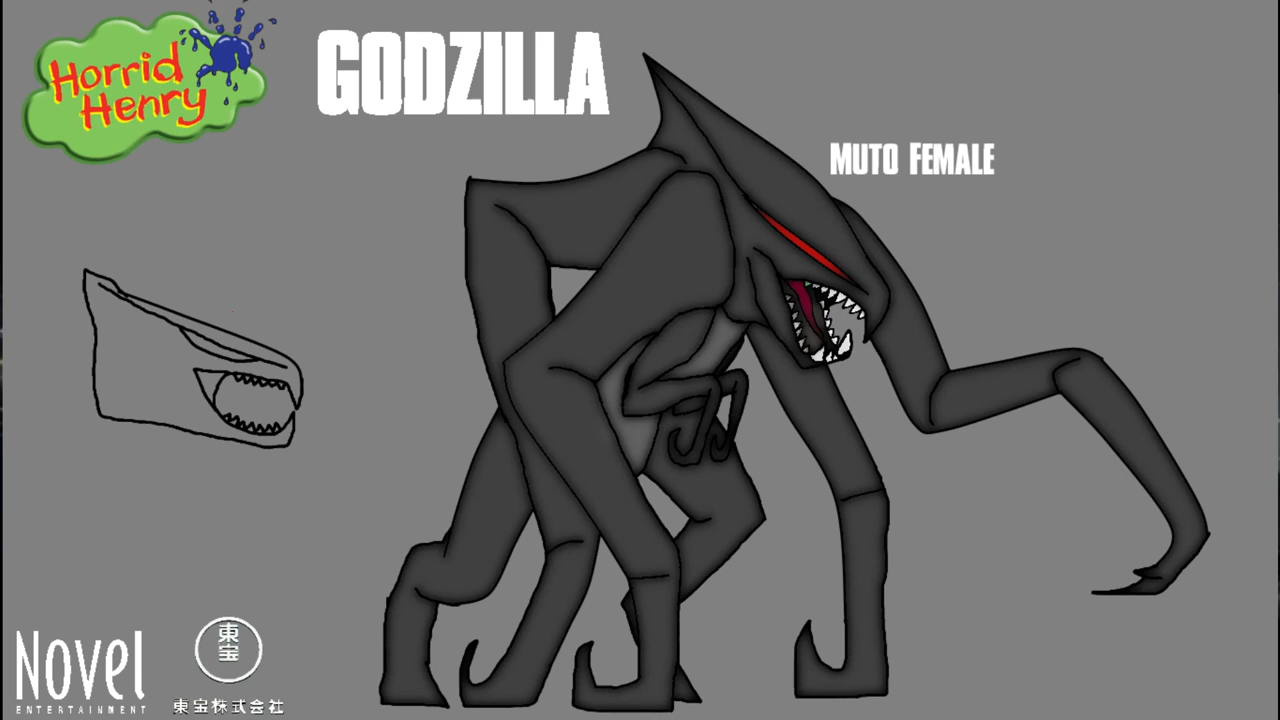 Horrid
Henry
GODZILLA
MUTO FEMALE
Novel
ENTERTAINMENT
東宝
東宝株式会社